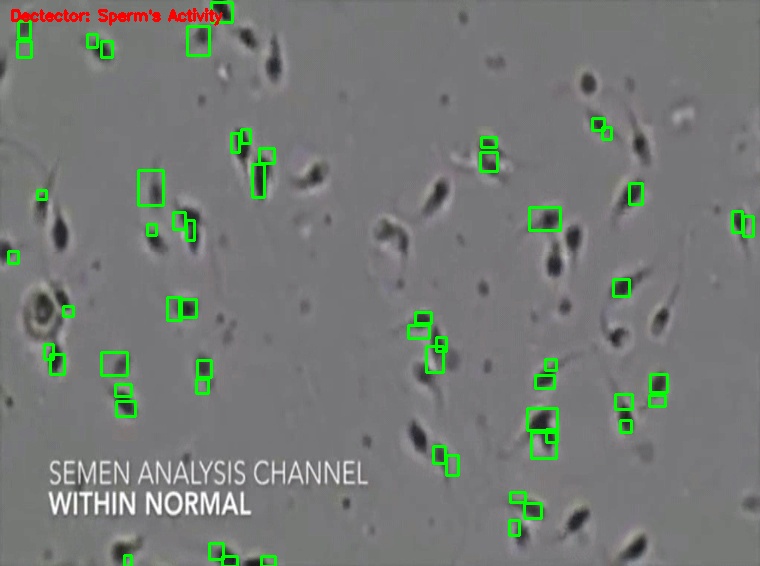 Dectector: Sperm's Activity
SEMEN ANALYSIS CHANNEL
WITHIN NORMAL